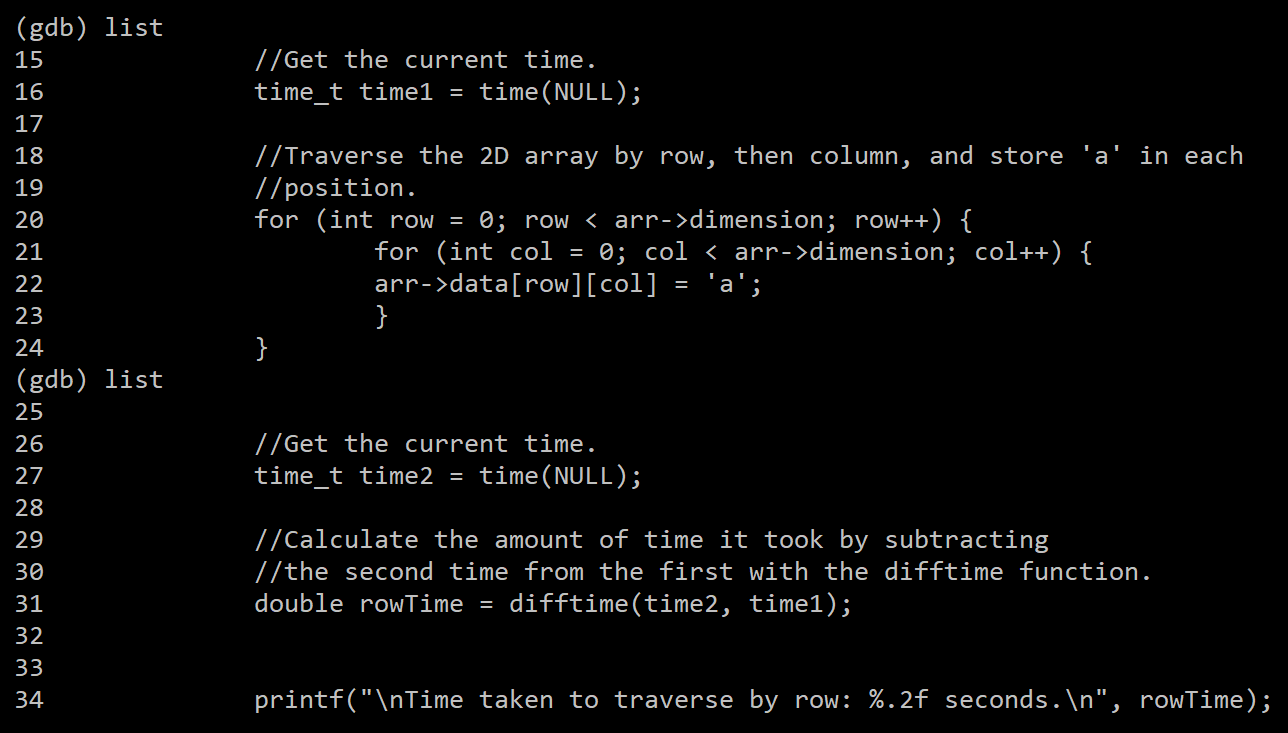 (gdb) list
15              //Get the current time.
16              time_t time1 = time(NULL);
17
18              //Traverse the 2D array by row, then column, and store 'a' in each
19              //position.
20              for (int row = 0; row < arr->dimension; row++) {
21                      for (int col = 0; col < arr->dimension; col++) {
22                      arr->data[row][col] = 'a';
23                      }
24              }
(gdb) list
25
26              //Get the current time.
27              time_t time2 = time(NULL);
28
29              //Calculate the amount of time it took by subtracting
30              //the second time from the first with the difftime function.
31              double rowTime = difftime(time2, time1);
32
33
34              printf("\nTime taken to traverse by row: %.2f seconds.\n", rowTime);